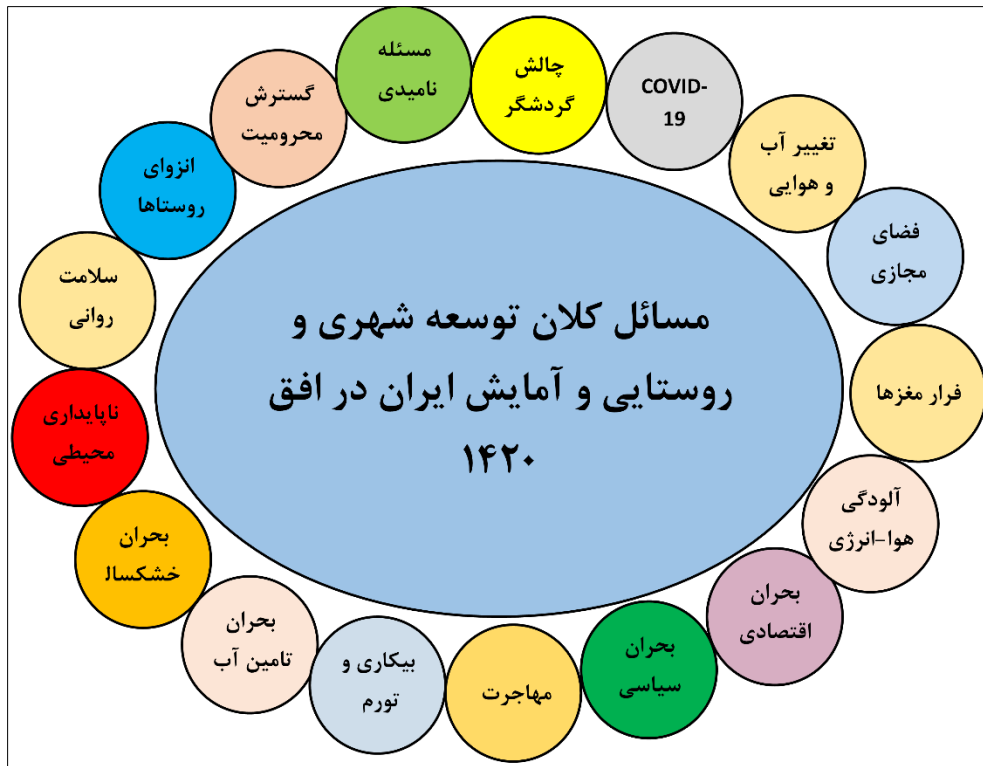 مسائل کلان توسعه شهری و
روستایی و آمایش ایران در افق
۱۴۲۰
COVID-
19
تغییر آب
و هوایی
فضای
مجازی
فرار مغزها
آلودگی
هوا-انرژی
بحران
اقتصادی
بحران
سیاسی
مهاجرت
بیکاری و
تورم
بحران
تامین آب
بحران
خشکسال
ناپایداری
محیطی
سلامت
روانی
انزوای
روستاها
گسترش
محرومیت
مسئله
نامیدی
چالش
گردشگر